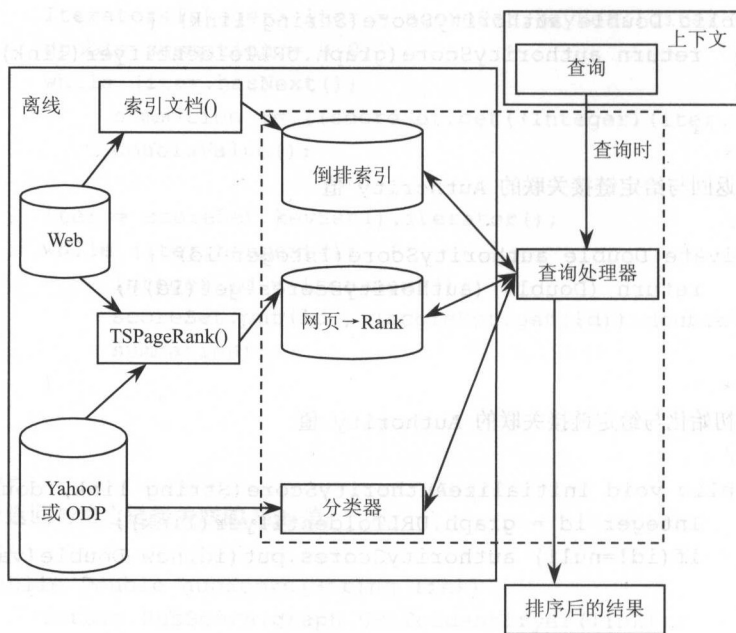 上下文
查询
离线
索引文档()
查询时
倒排索引
Web
查询处理器
网页→Rank
TSPageRank()
Yahoo!
或 ODP
分类器
排序后的结果